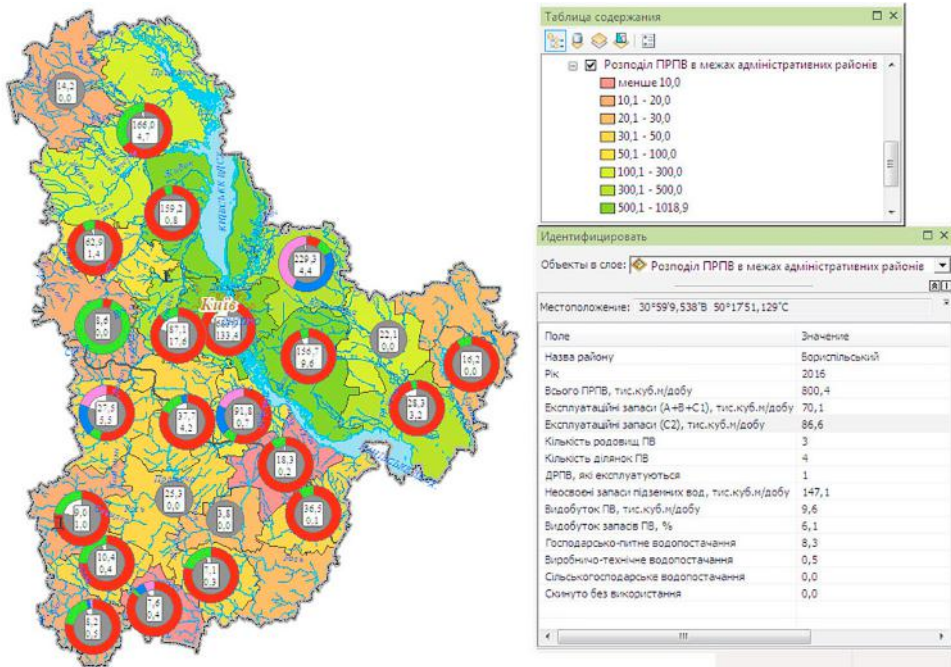 Таблица содержания
Розподіл ПРПВ в межах адміністративних районів
менше 10,0
10,1 - 20,0
20,1 - 30,0
30,1 - 50,0
50,1 - 100,0
100,1 - 300,0
300,1 - 500,0
500,1 - 1018,9
Идентифицировать
Объекты в слое: Розподіл ПРПВ в межах адміністративних районів
Местоположение: 30°59'9,538"В 50°17'51,129"С
Поле Значение
Назва району Бориспільський
Рік 2016
Всього ПРПВ, тис.куб.м/добу 800,4
Експлуатаційні запаси (А+В+С1), тис.куб.м/добу 70,1
Експлуатаційні запаси (С2), тис.куб.м/добу 86,6
Кількість родовищ ПВ 3
Кількість ділянок ПВ 4
ДРПВ, які експлуатуються 1
Неосвоєні запаси підземних вод, тис.куб.м/добу 147,1
Видобуток ПВ, тис.куб.м/добу 9,6
Видобуток запасів ПВ, % 6,1
Господарсько-питне водопостачання 8,3
Виробничо-технічне водопостачання 0,5
Сільськогосподарське водопостачання 0,0
Скинуто без використання 0,0
14,2
0,0
166,0
4,7
159,2
0,8
62,9
1,4
229,3
4,4
Київ
8,6
0,0
87,1
17,6
133,4
156,7
9,6
22,1
0,0
16,2
0,0
27,5
5,5
37,7
4,2
91,8
0,7
28,3
3,2
18,3
0,2
25,3
0,0
3,8
0,0
36,5
0,1
9,0
1,0
10,4
0,4
7,1
0,3
7,6
0,4
8,2
0,5